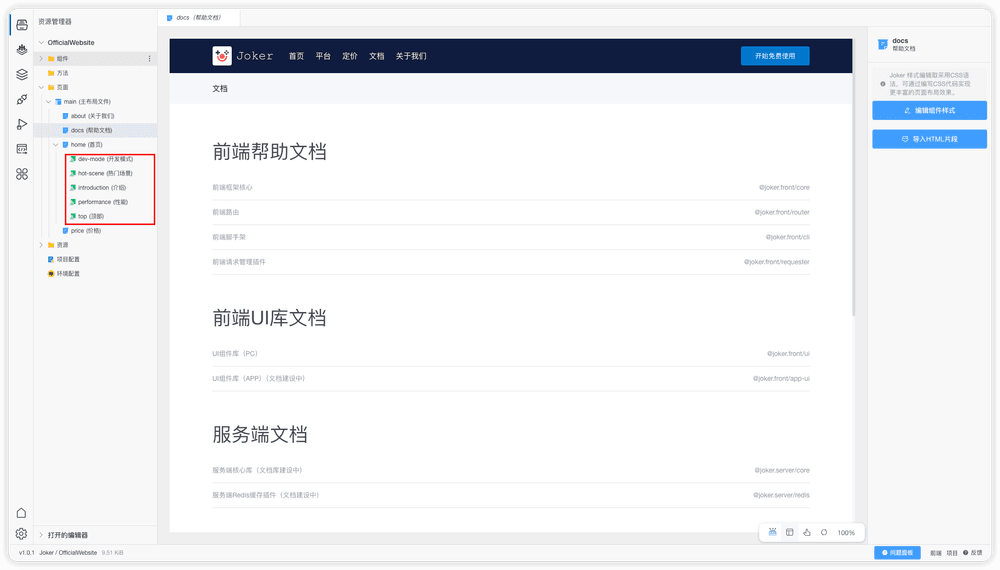 资源管理器
docs (帮助文档)
OfficialWebsite
组件
方法
页面
main (主布局文件)
about (关于我们)
docs (帮助文档)
home (首页)
dev-mode (开发模式)
hot-scene (热门场景)
introduction (介绍)
performance (性能)
top (顶部)
price (价格)
资源
项目配置
环境配置
打开的编辑器
Joker
首页
平台
定价
文档
关于我们
开始免费使用
文档
前端帮助文档
前端框架核心 @joker.front/core
前端路由 @joker.front/router
前端脚手架 @joker.front/cli
前端请求管理插件 @joker.front/requester
前端UI库文档
UI组件库（PC） @joker.front/ui
UI组件库（APP）（文档建设中） @joker.front/app-ui
服务端文档
服务端核心库（文档库建设中） @joker.server/core
服务端Redis缓存插件（文档建设中） @joker.server/redis
100%
docs
帮助文档
Joker 样式编辑取采用CSS语
法，可通过编写CSS代码实现
更丰富的页面布局效果。
编辑组件样式
导入HTML片段
v1.0.1 Joker / OfficialWebsite 9.51 KiB
问题面板
前端
项目
反馈